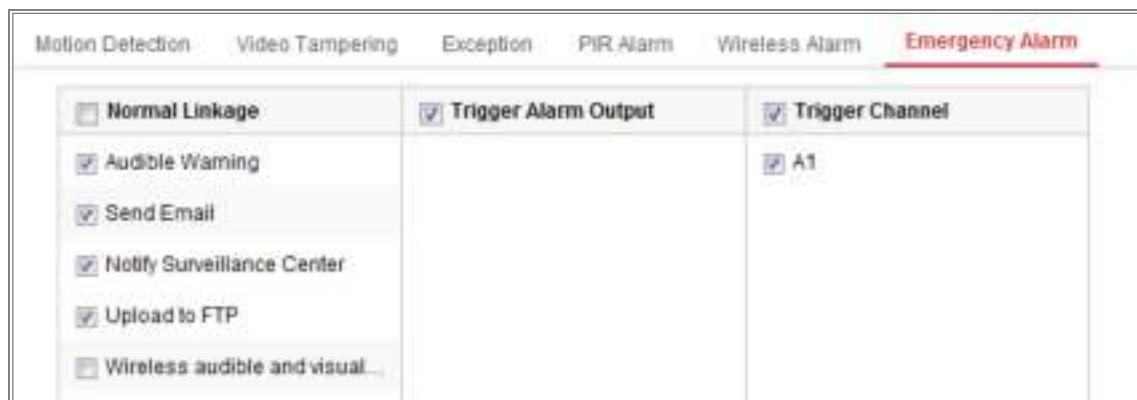 Motion Detection Video Tampering Exception PIR Alarm Wireless Alarm Emergency Alarm
Normal Linkage Trigger Alarm Output Trigger Channel
Audible Warning A1
Send Email
Notify Surveillance Center
Upload to FTP
Wireless audible and visual...